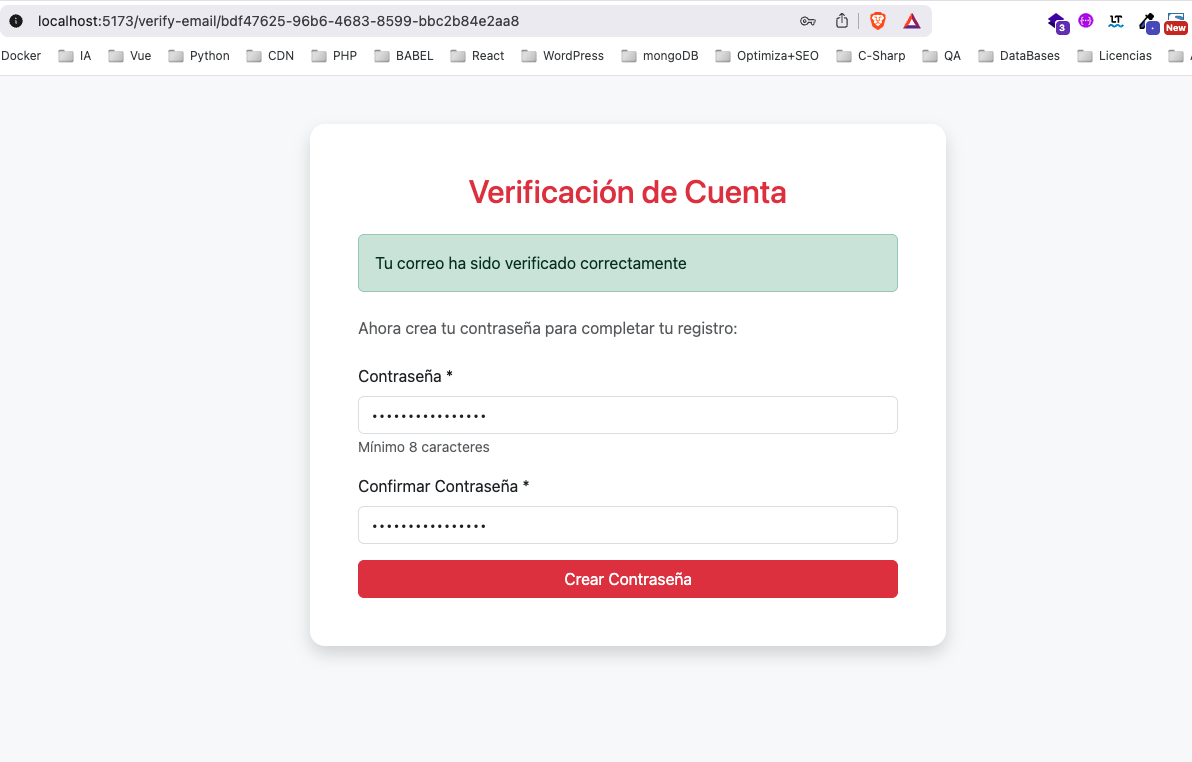 localhost:5173/verify-email/bdf47625-96b6-4683-8599-bbc2b84e2aa8
3
LT
New
Docker IA Vue Python CDN PHP BABEL React WordPress mongoDB Optimiza+SEO C-Sharp QA DataBases Licencias
Verificación de Cuenta
Tu correo ha sido verificado correctamente
Ahora crea tu contraseña para completar tu registro:
Contraseña *
••••••••••••••••
Mínimo 8 caracteres
Confirmar Contraseña *
••••••••••••••••
Crear Contraseña